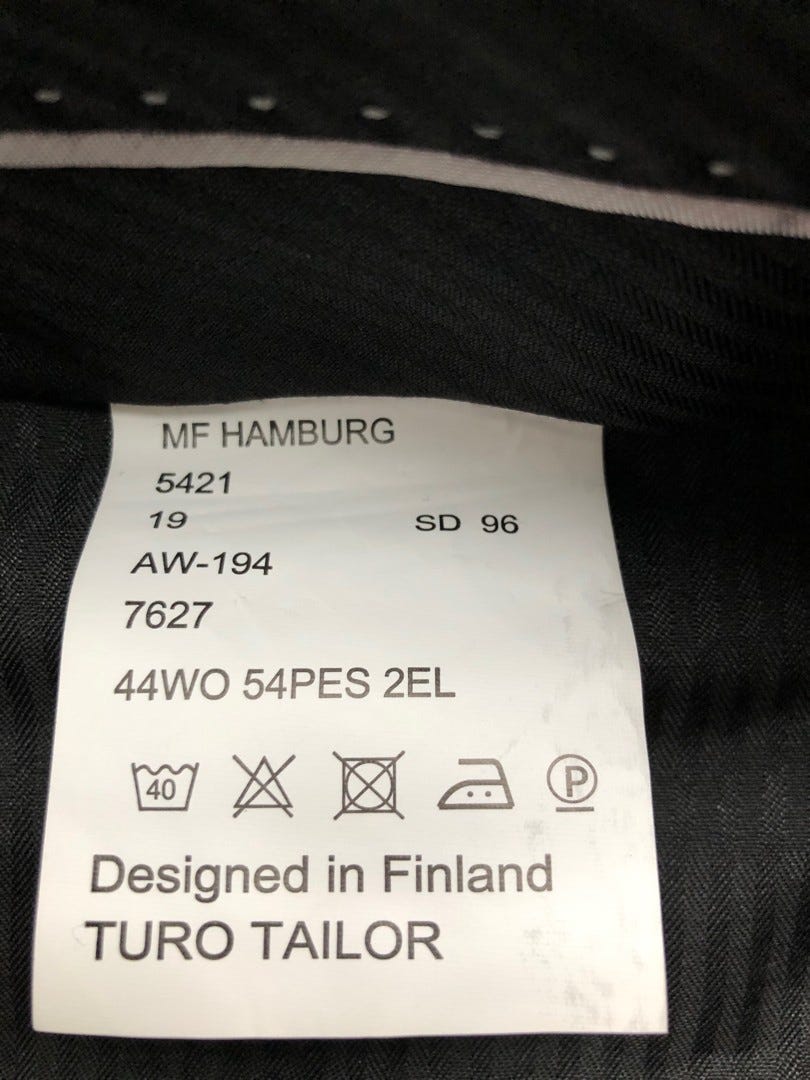 MF HAMBURG
5421
19 SD 96
AW-194
7627
44WO 54PES 2EL
40 P
Designed in Finland
TURO TAILOR